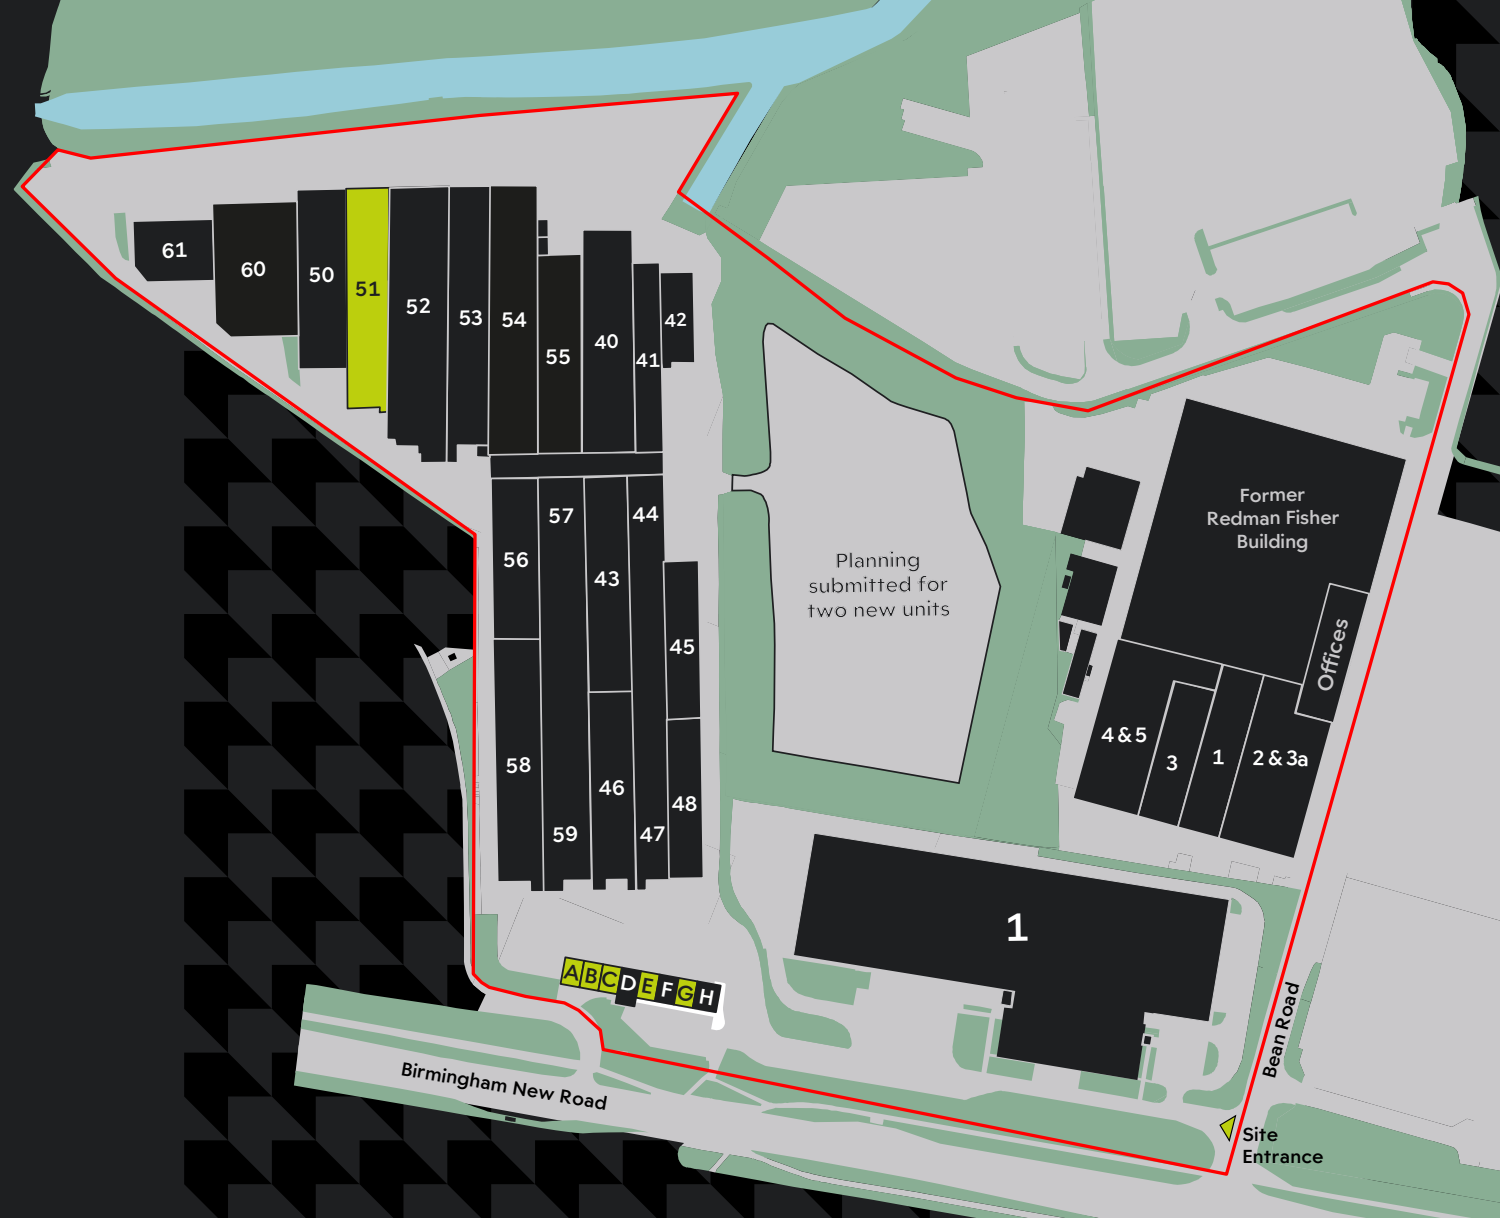 61
60
50
51
52
53
54
55
40
41
42
56
57
43
44
45
58
59
46
47
48
Planning
submitted for
two new units
Former
Redman Fisher
Building
Offices
4 & 5
3
1
2 & 3a
1
A B C D E F G H
Birmingham New Road
Bean Road
Site
Entrance